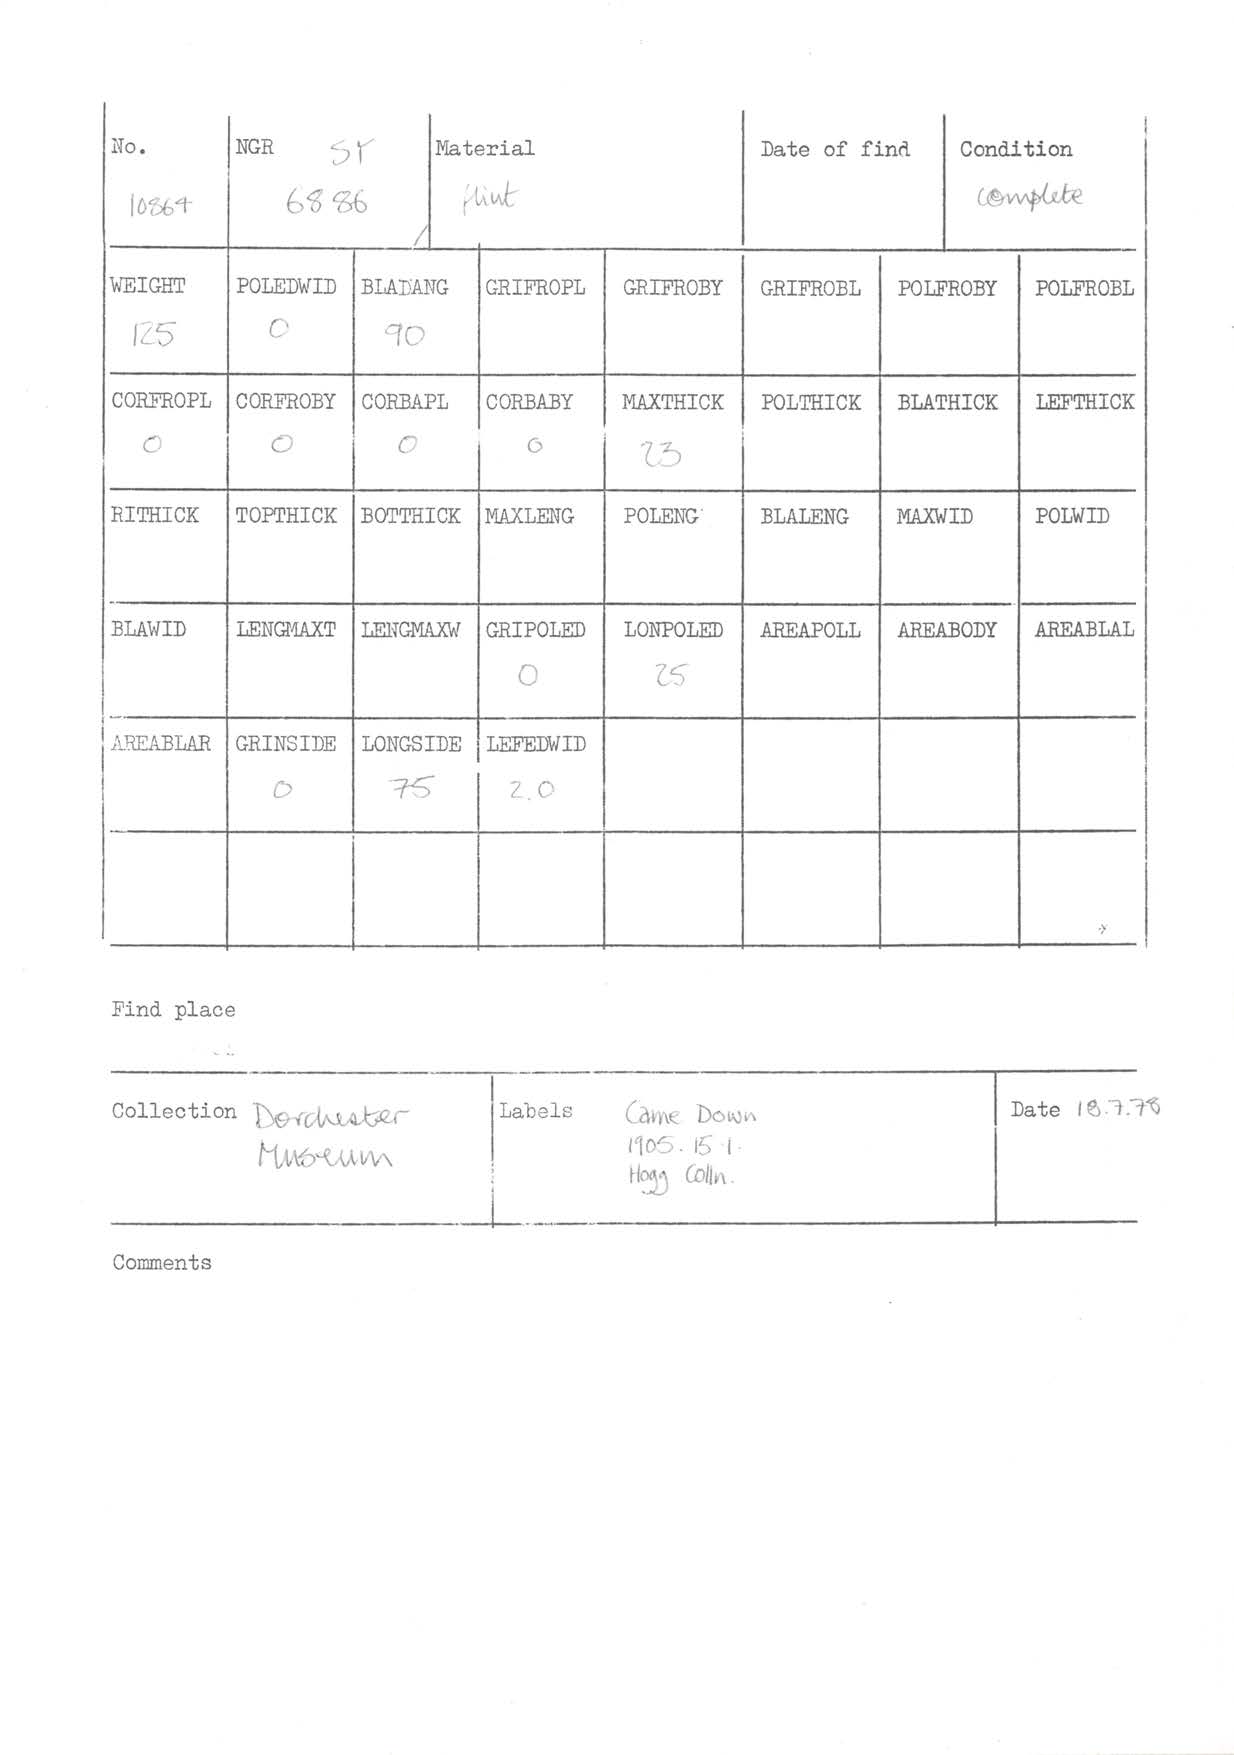 No. NGR ST Material Date of find Condition
10864 6886 flint complete
WEIGHT POLEDWID BLADANG GRIFROPL GRIFROBY GRIFROBL POLFROBY POLFROBL
125 0 90
CORFROPL CORFROBY CORBAPL CORBABY MAXTHICK POLTHICK BLATHICK LEFTHICK
0 0 0 0 23
RITHICK TOPTHICK BOTTHICK MAXLENG POLENG BLALENG MAXWID POLWID
BLAWID LENGMAXT LENGMAXW GRIPOLED LONPOLED AREAPOLL AREABODY AREABLAL
0 25
AREABLAR GRINSIDE LONGSIDE LEFEDWID
0 75 2.0
Find place
Collection Dorchester Labels Came Down Date 18.7.78
Museum 1905.15.1.
Hogg Colln.
Comments